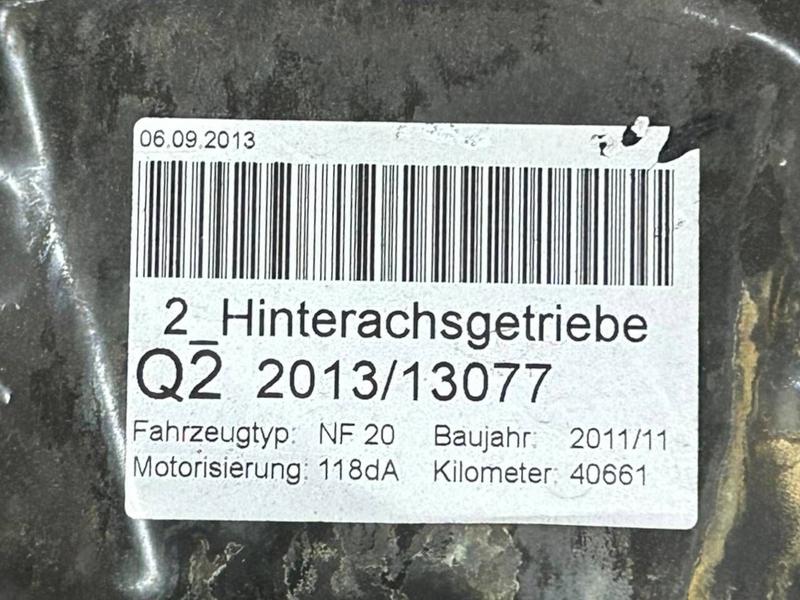 06.09.2013
2_Hinterachsgetriebe
Q2 2013/13077
Fahrzeugtyp: NF 20 Baujahr: 2011/11
Motorisierung: 118dA Kilometer: 40661